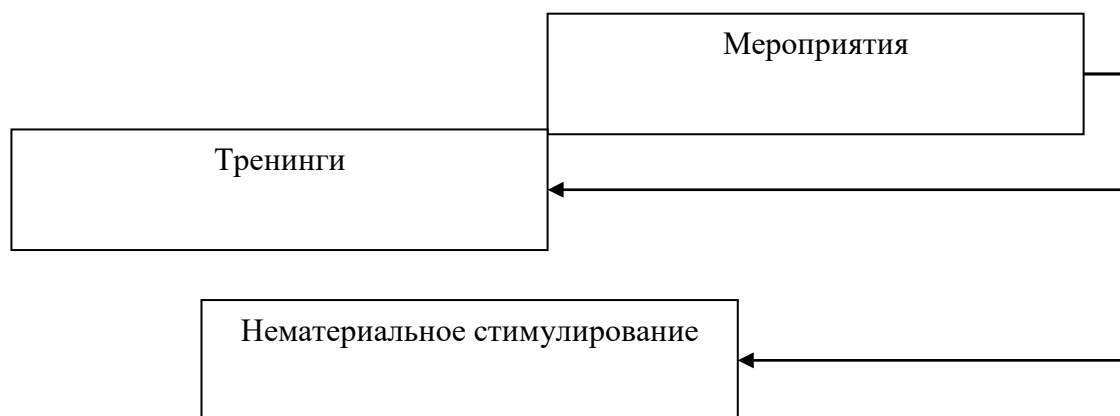 Мероприятия
Тренинги
Нематериальное стимулирование